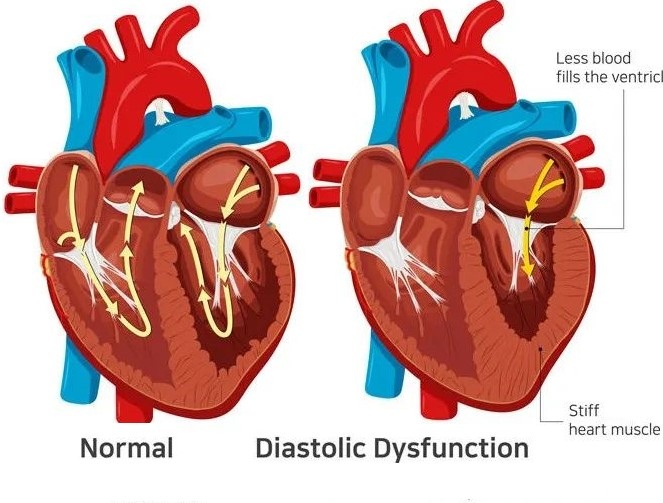 Less blood
fills the ventricl
Stiff
heart muscle
Normal
Diastolic Dysfunction